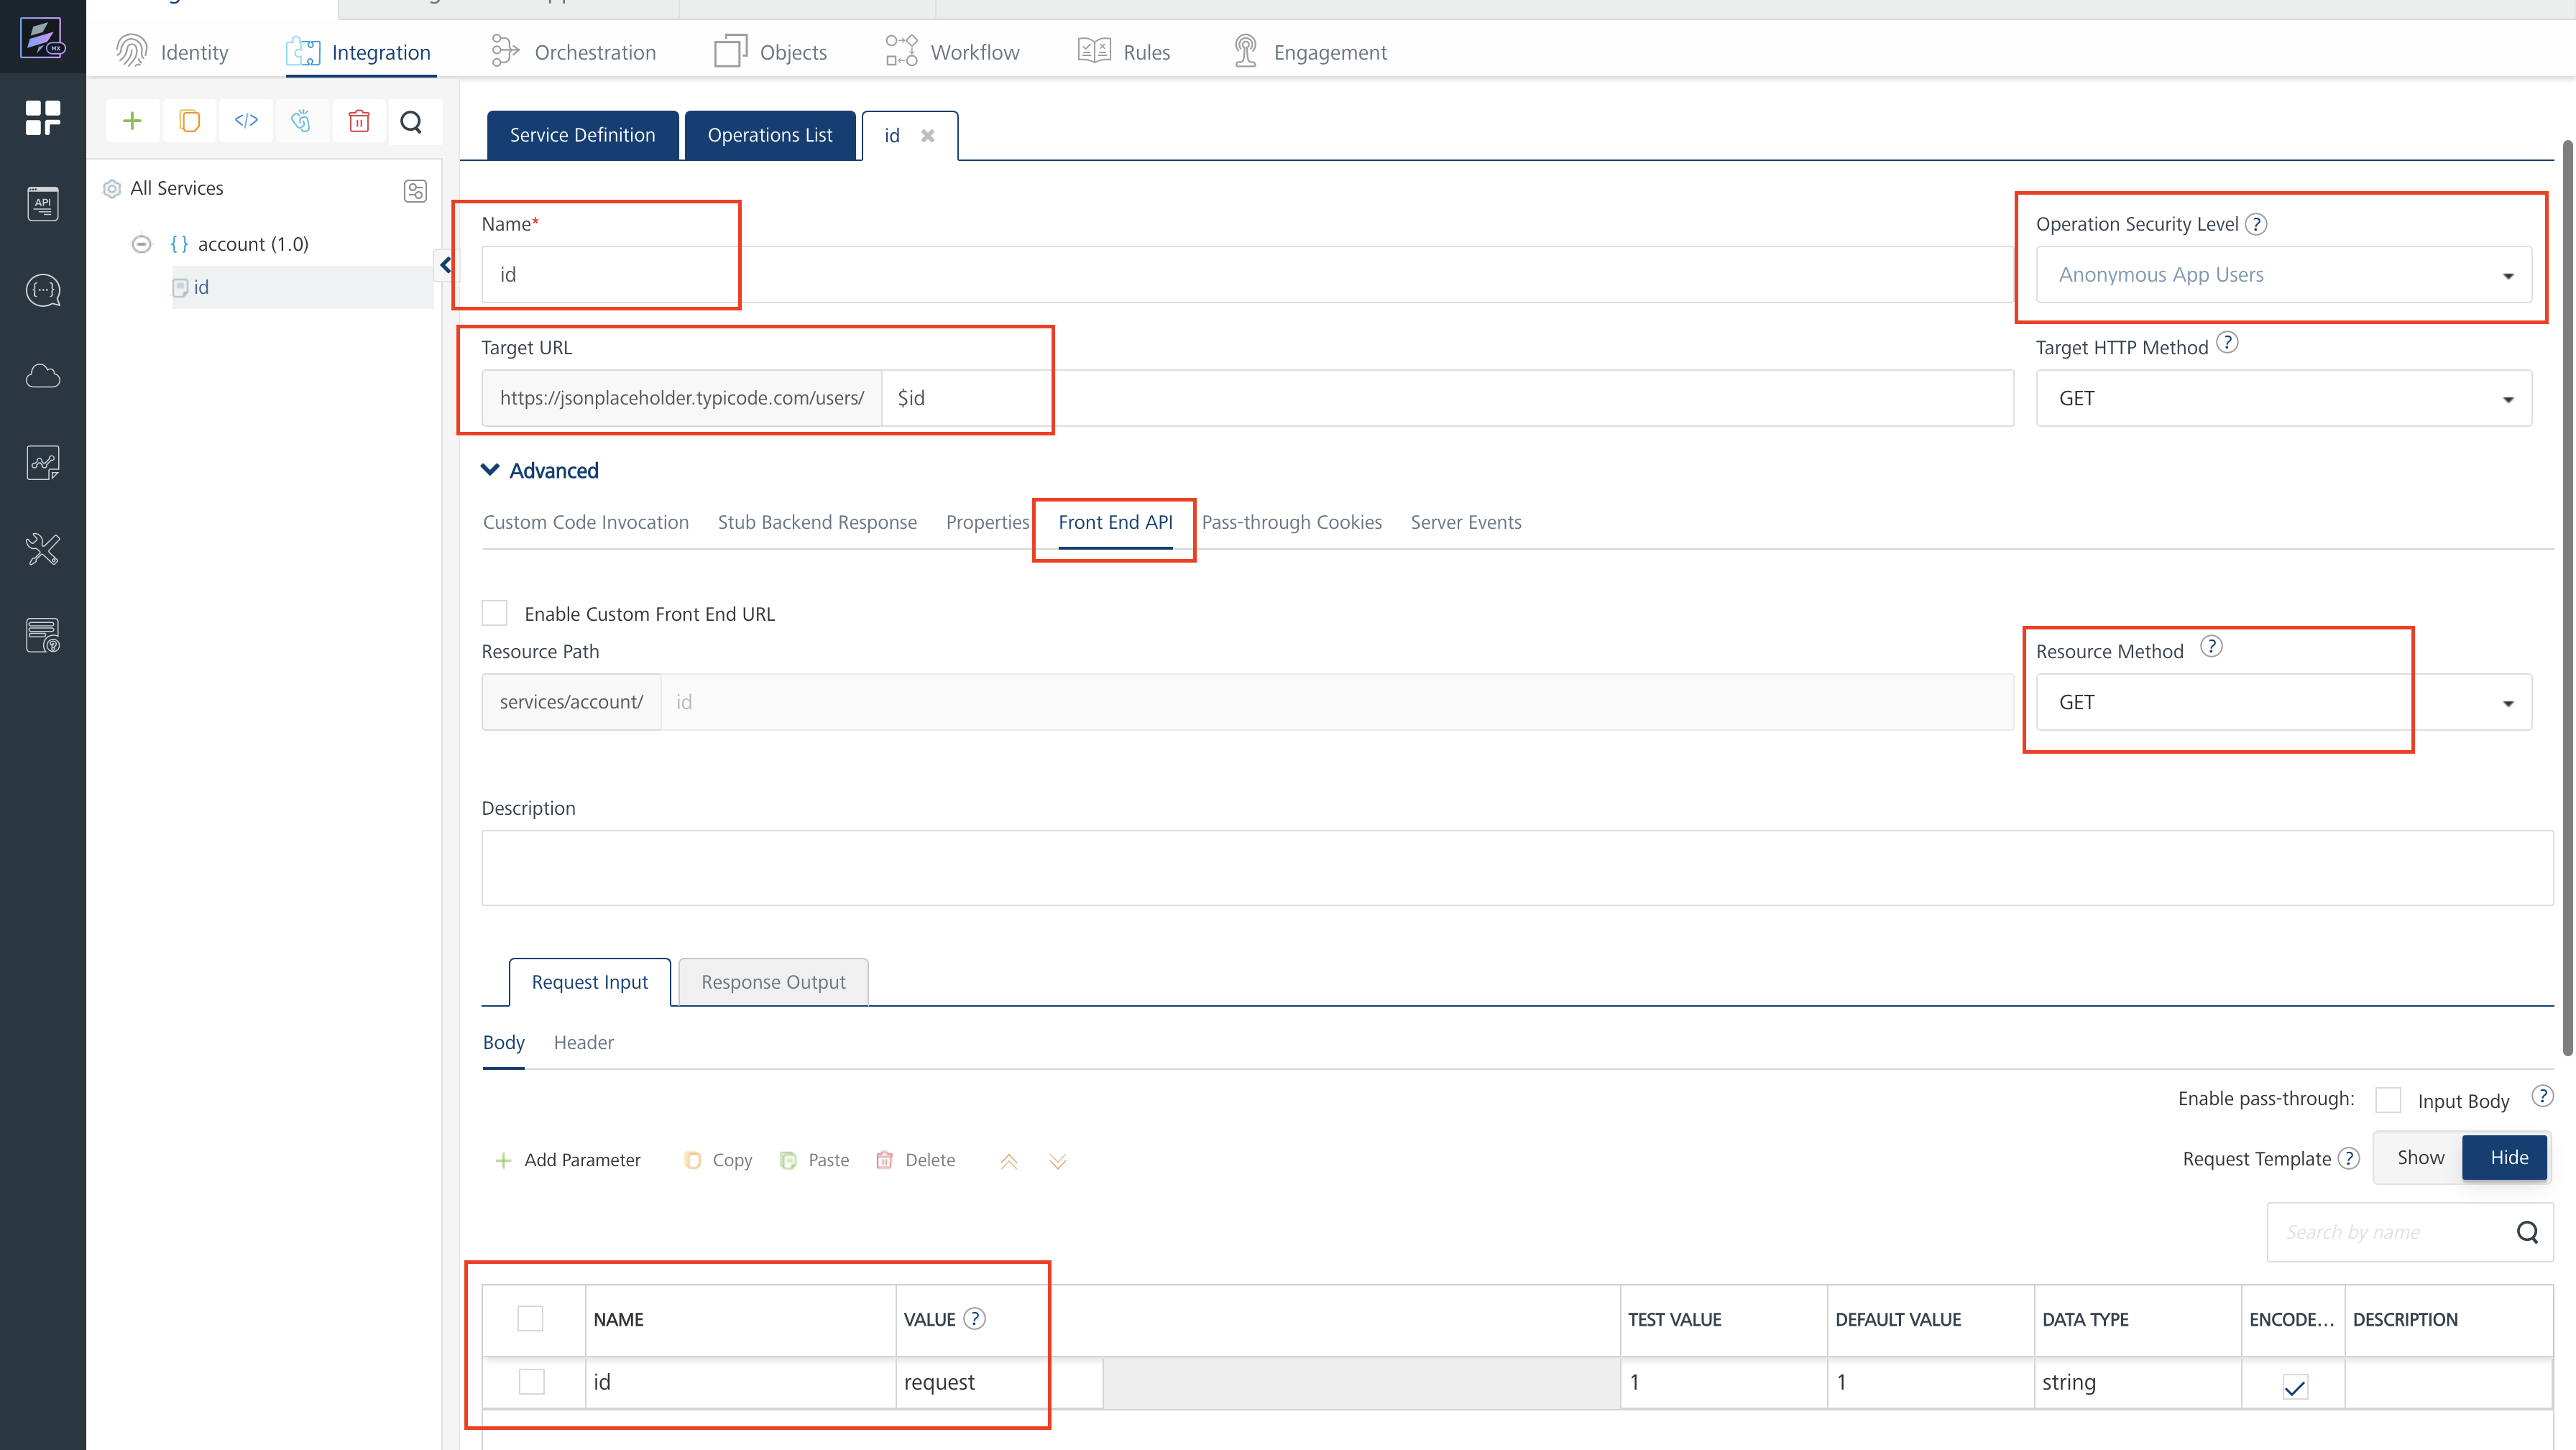 Identity Integration Orchestration Objects Workflow Rules Engagement
MX
API
All Services
{ } account (1.0)
id
Service Definition Operations List id
Name*
id
Operation Security Level ?
Anonymous App Users
Target URL
https://jsonplaceholder.typicode.com/users/ $id
Target HTTP Method ?
GET
Advanced
Custom Code Invocation Stub Backend Response Properties Front End API Pass-through Cookies Server Events
Enable Custom Front End URL
Resource Path
services/account/ id
Resource Method ?
GET
Description
Request Input Response Output
Body Header
Enable pass-through: Input Body ?
Add Parameter Copy Paste Delete
Request Template ? Show Hide
Search by name
NAME VALUE ? TEST VALUE DEFAULT VALUE DATA TYPE ENCODE... DESCRIPTION
id request 1 1 string